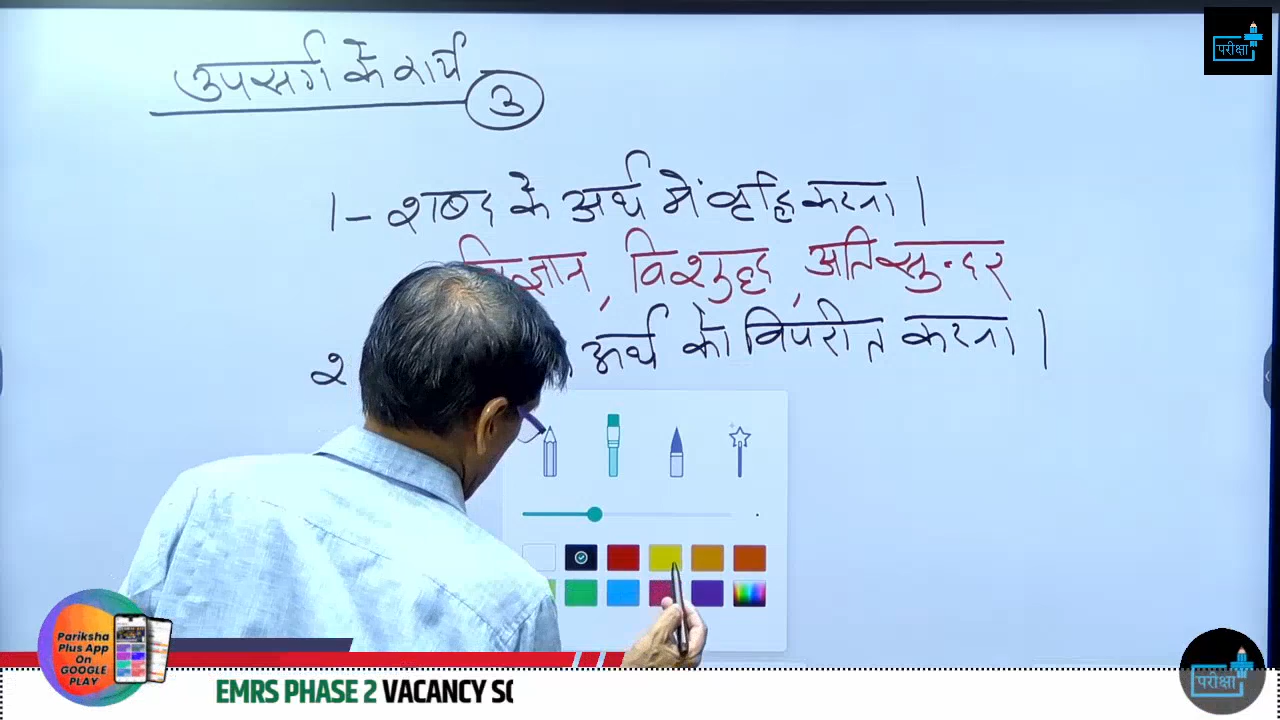 उपसर्ग के कार्य
3
1- शब्द के अर्थ में वृद्धि करना ।
विज्ञान, विशुद्ध, अतिसुन्दर
2 अर्थ को विपरीत करना ।
परीक्षा
Pariksha
Plus App
On
GOOGLE
PLAY
EMRS PHASE 2 VACANCY SC
परीक्षा